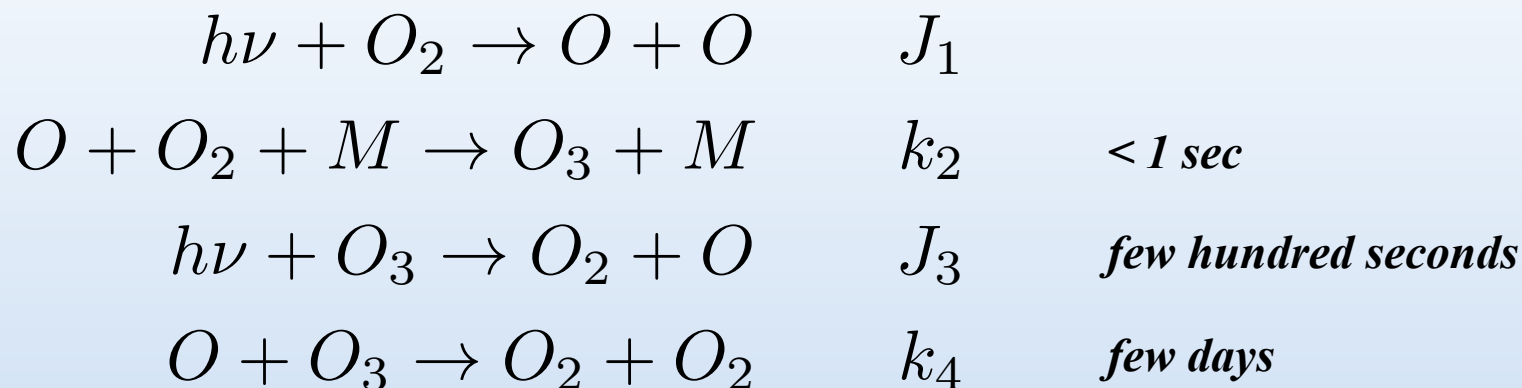 hν + O₂ → O + O J₁
O + O₂ + M → O₃ + M k₂ < 1 sec
hν + O₃ → O₂ + O J₃ few hundred seconds
O + O₃ → O₂ + O₂ k₄ few days